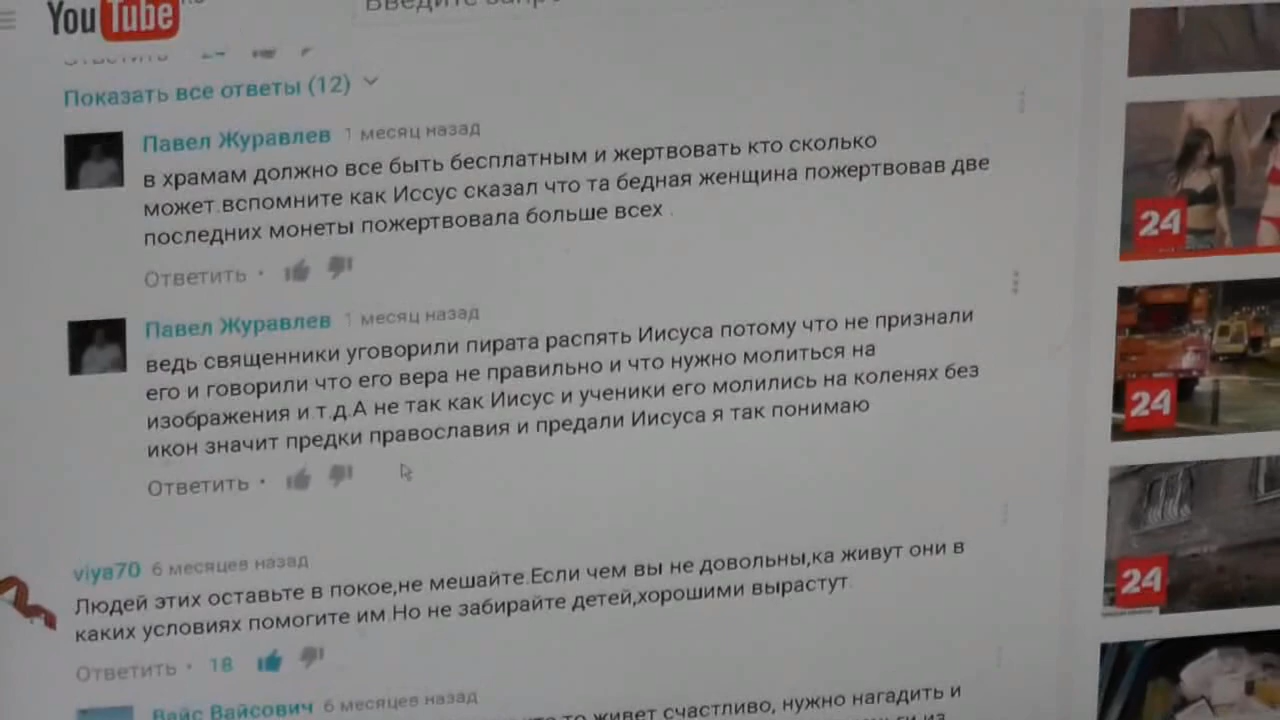 YouTube
Введите
Показать все ответы (12)
Павел Журавлев 1 месяц назад
в храмам должно все быть бесплатным и жертвовать кто сколько
может.вспомните как Иссус сказал что та бедная женщина пожертвовав две
последних монеты пожертвовала больше всех .
Ответить
Павел Журавлев 1 месяц назад
ведь священники уговорили пирата распять Иисуса потому что не признали
его и говорили что его вера не правильно и что нужно молиться на
изображения и т.д.А не так как Иисус и ученики его молились на коленях без
икон значит предки православия и предали Иисуса я так понимаю
Ответить
viya70 6 месяцев назад
Людей этих оставьте в покое,не мешайте.Если чем вы не довольны,ка живут они в
каких условиях помогите им.Но не забирайте детей,хорошими вырастут.
Ответить 18
Вайс Вайсович 6 месяцев назад
живет счастливо, нужно нагадить и
24
24
24